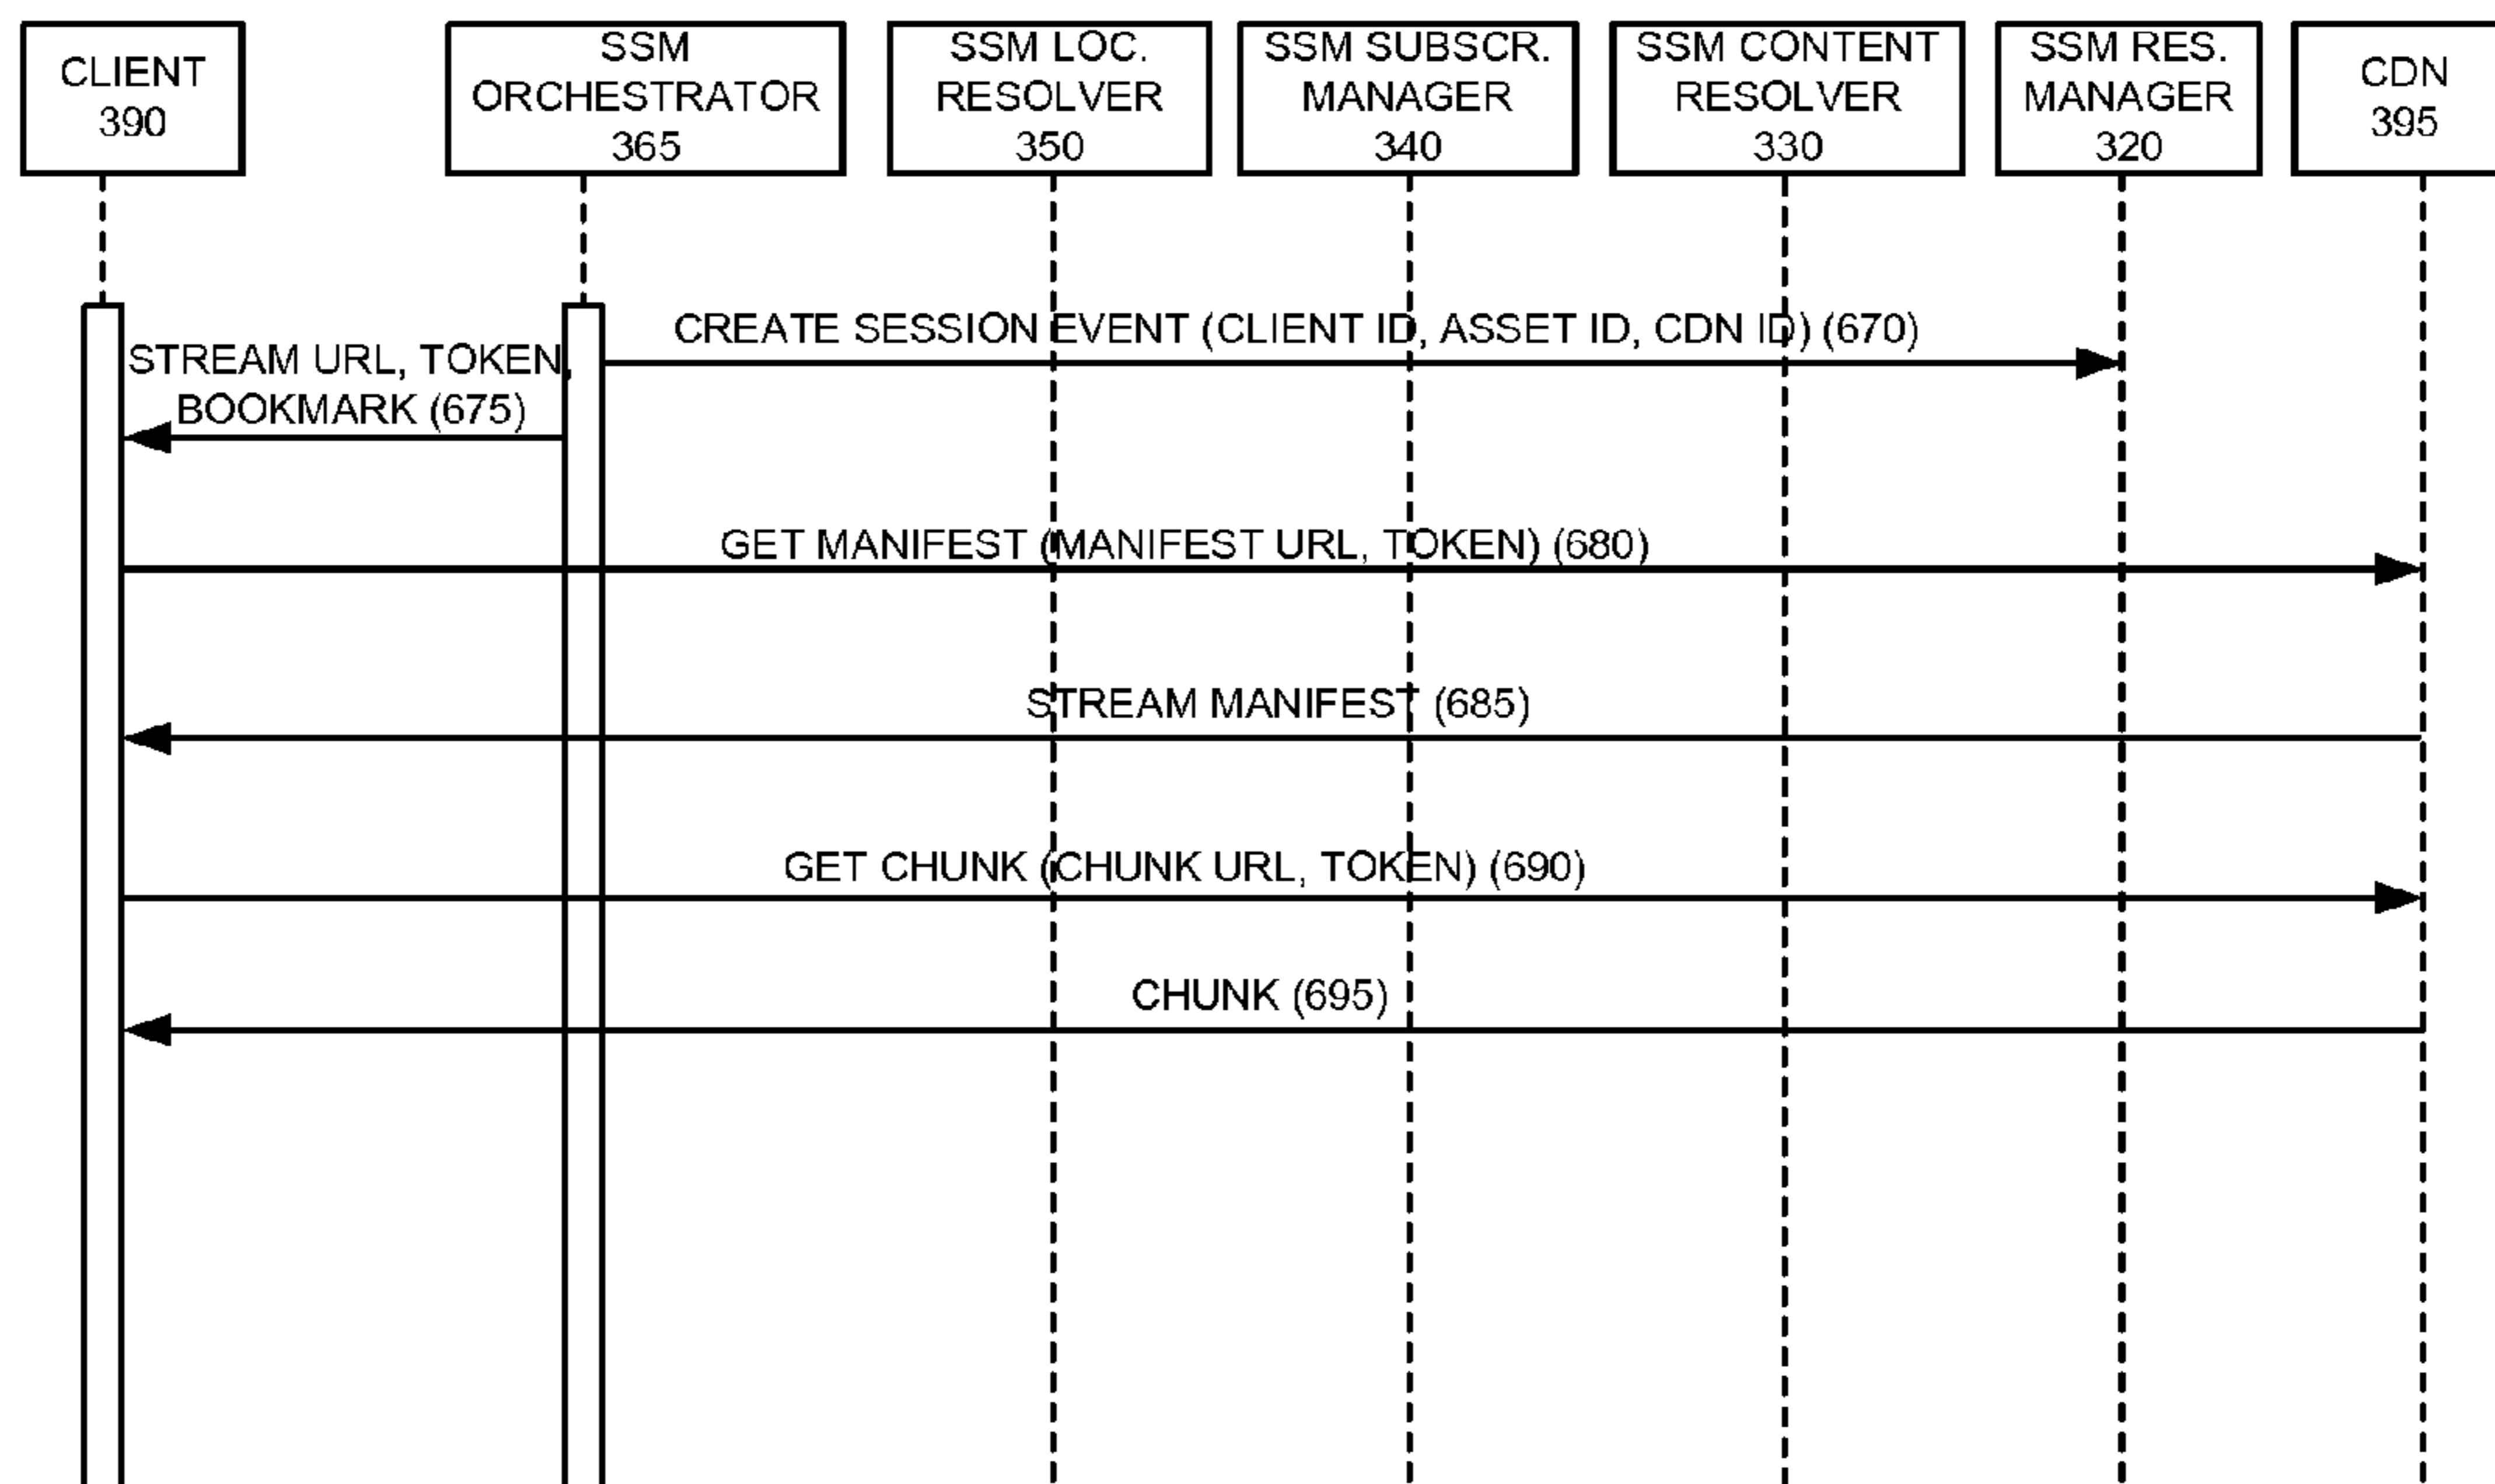 CLIENT
390
SSM
ORCHESTRATOR
365
SSM LOC.
RESOLVER
350
SSM SUBSCR.
MANAGER
340
SSM CONTENT
RESOLVER
330
SSM RES.
MANAGER
320
CDN
395
CREATE SESSION EVENT (CLIENT ID, ASSET ID, CDN ID) (670)
STREAM URL, TOKEN,
BOOKMARK (675)
GET MANIFEST (MANIFEST URL, TOKEN) (680)
STREAM MANIFEST (685)
GET CHUNK (CHUNK URL, TOKEN) (690)
CHUNK (695)